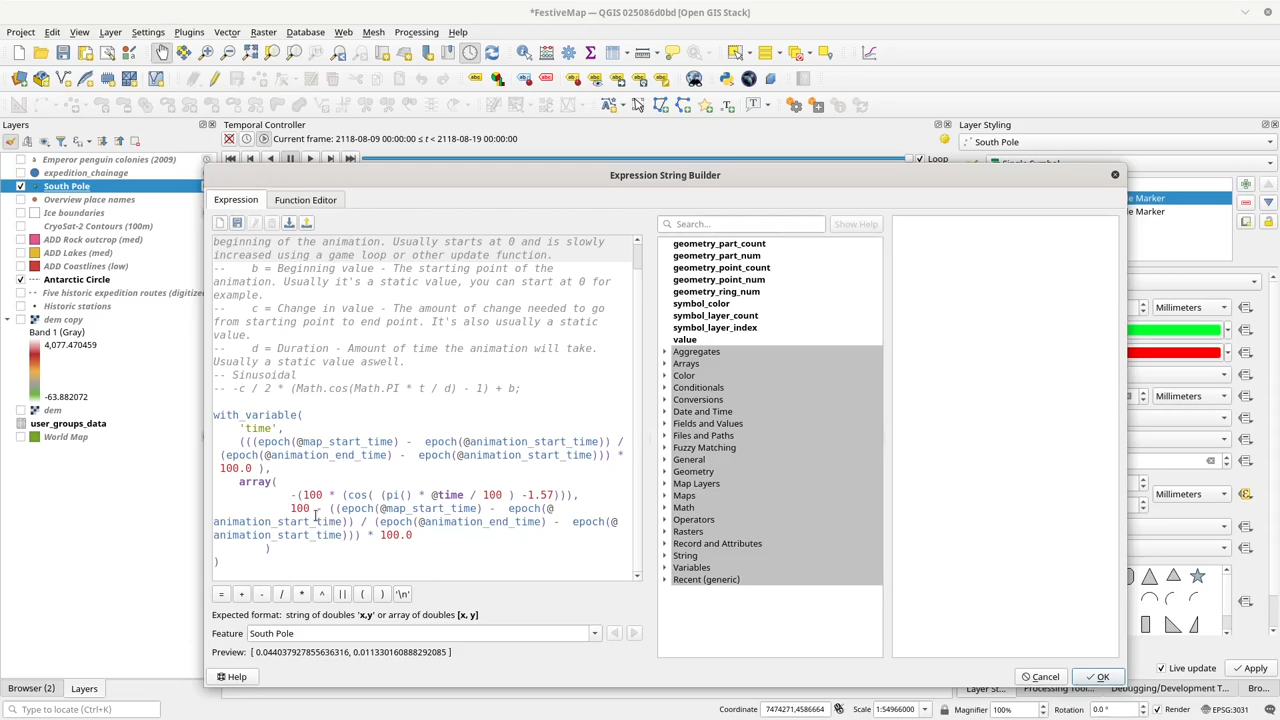 *FestiveMap — QGIS 025086d0bd [Open GIS Stack]
Project Edit View Layer Settings Plugins Vector Raster Database Web Mesh Processing Help
Layers
Emperor penguin colonies (2009)
expedition_chainage
South Pole
Overview place names
Ice boundaries
CryoSat-2 Contours (100m)
ADD Rock outcrop (med)
ADD Lakes (med)
ADD Coastlines (low)
Antarctic Circle
Five historic expedition routes (digitiz
Historic stations
dem copy
Band 1 (Gray)
4,077.470459
-63.882072
dem
user_groups_data
World Map
Browser (2) Layers
Temporal Controller
Current frame: 2118-08-09 00:00:00 ≤ t < 2118-08-19 00:00:00
Loop
Expression String Builder
Expression Function Editor
beginning of the animation. Usually starts at 0 and is slowly
increased using a game loop or other update function.
-- b = Beginning value - The starting point of the
animation. Usually it's a static value, you can start at 0 for
example.
-- c = Change in value - The amount of change needed to go
from starting point to end point. It's also usually a static
value.
-- d = Duration - Amount of time the animation will take.
Usually a static value aswell.
-- Sinusoidal
-- -c / 2 * (Math.cos(Math.PI * t / d) - 1) + b;
with_variable(
'time',
(((epoch(@map_start_time) - epoch(@animation_start_time)) /
(epoch(@animation_end_time) - epoch(@animation_start_time))) *
100.0 ),
array(
-(100 * (cos( (pi() * @time / 100 ) -1.57))),
100 - ((epoch(@map_start_time) - epoch(@
animation_start_time)) / (epoch(@animation_end_time) - epoch(@
animation_start_time))) * 100.0
)
)
= + - / * ^ || ( ) '\n'
Expected format: string of doubles 'x,y' or array of doubles [x, y]
Feature South Pole
Preview: [ 0.044037927855636316, 0.011330160888292085 ]
Help
Search...
Show Help
geometry_part_count
geometry_part_num
geometry_point_count
geometry_point_num
geometry_ring_num
symbol_color
symbol_layer_count
symbol_layer_index
value
Aggregates
Arrays
Color
Conditionals
Conversions
Date and Time
Fields and Values
Files and Paths
Fuzzy Matching
General
Geometry
Map Layers
Maps
Math
Operators
Rasters
Record and Attributes
String
Variables
Recent (generic)
Cancel OK
Layer Styling
South Pole
le Marker
le Marker
Millimeters
Millimeters
Millimeters
Live update Apply
Layer St... Processing Tool... Debugging/Development T... Bro...
Type to locate (Ctrl+K)
Coordinate 7474271,4586664 Scale 1:54966000 Magnifier 100% Rotation 0.0 ° Render EPSG:3031